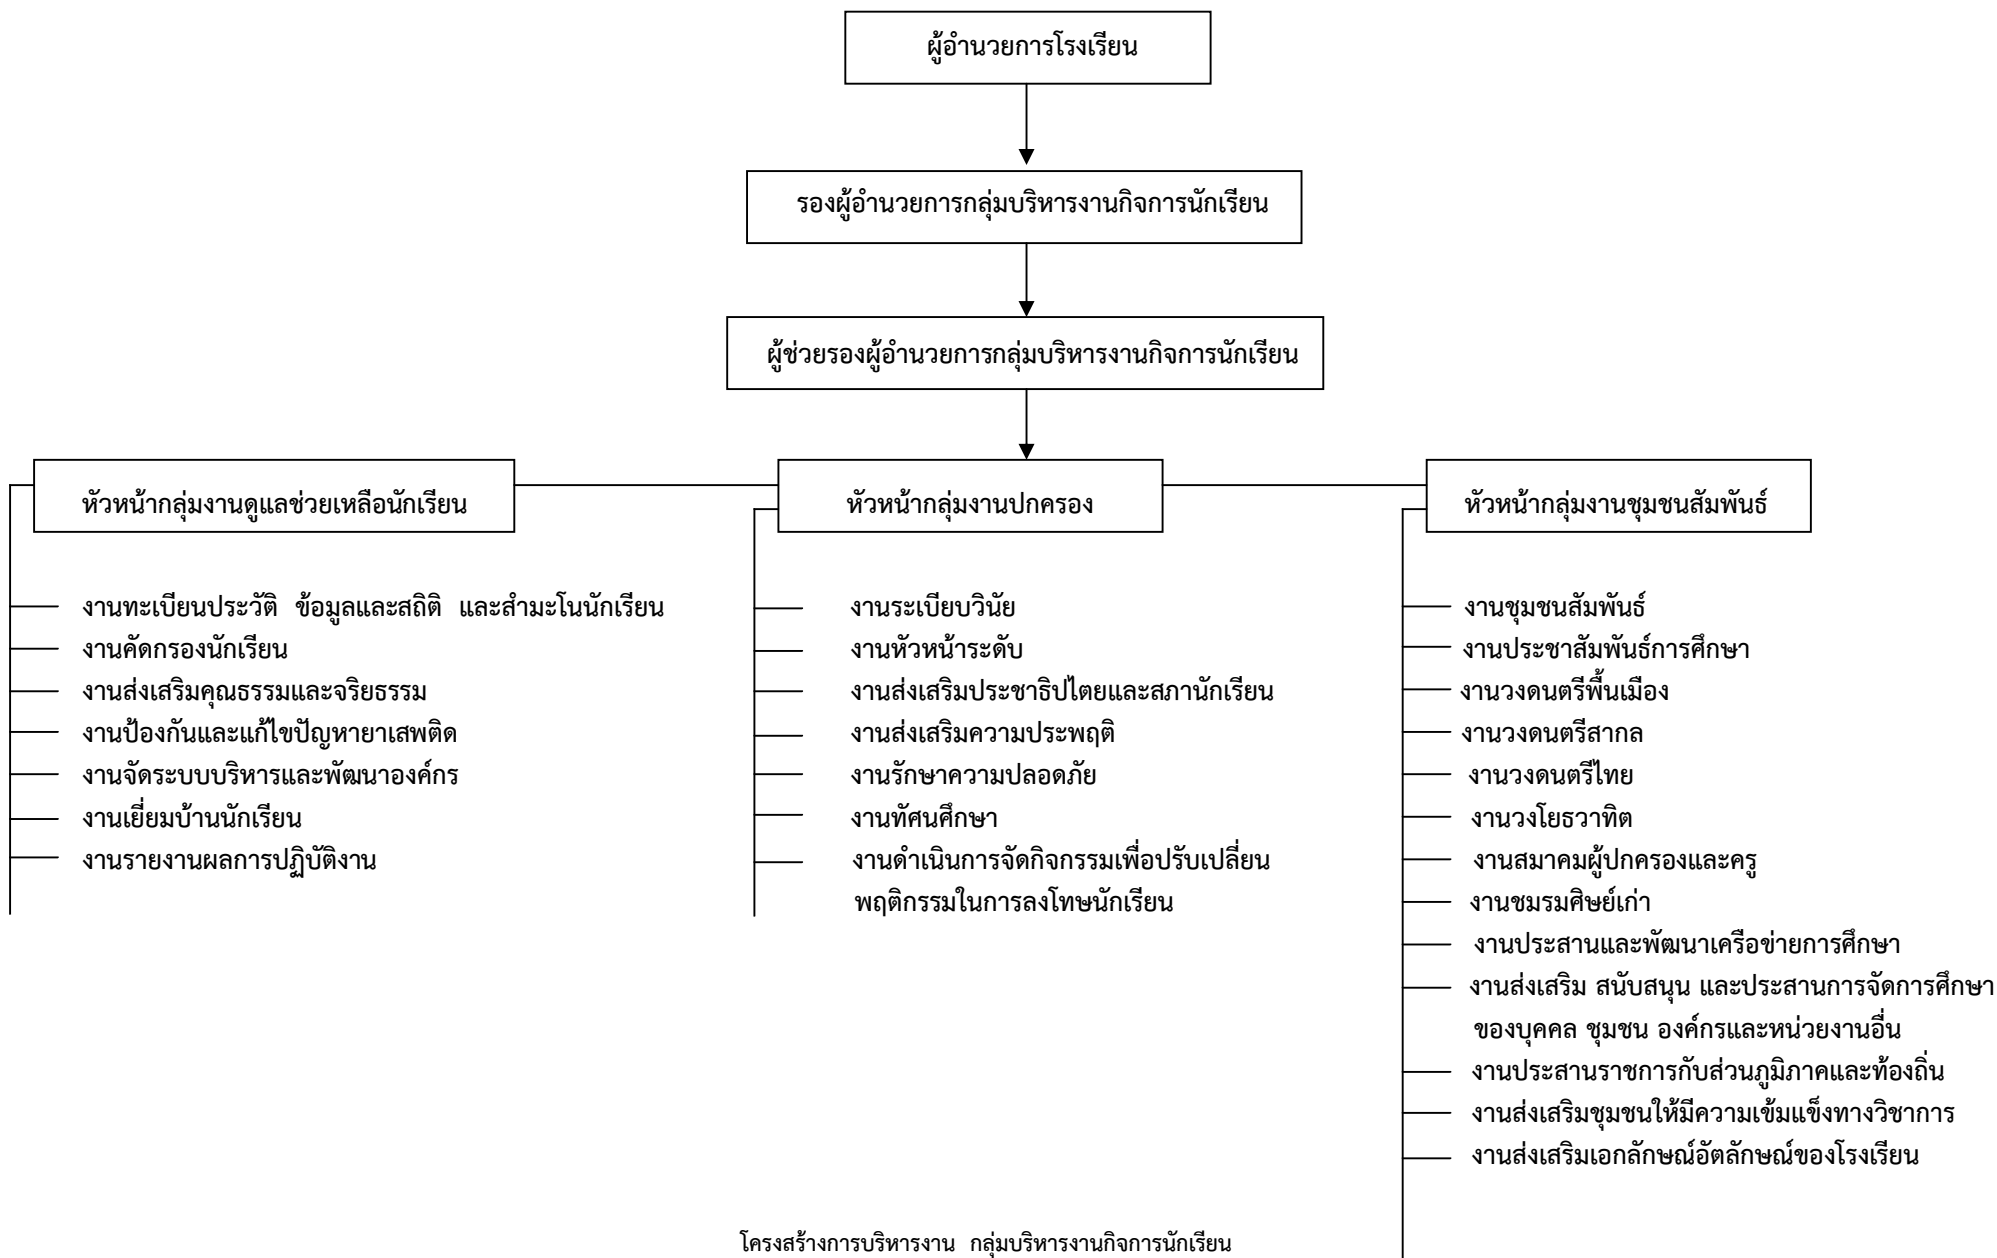 ผู้อำนวยการโรงเรียน
รองผู้อำนวยการกลุ่มบริหารงานกิจการนักเรียน
ผู้ช่วยรองผู้อำนวยการกลุ่มบริหารงานกิจการนักเรียน
หัวหน้ากลุ่มงานดูแลช่วยเหลือนักเรียน
งานทะเบียนประวัติ ข้อมูลและสถิติ และสำมะโนนักเรียน
งานคัดกรองนักเรียน
งานส่งเสริมคุณธรรมและจริยธรรม
งานป้องกันและแก้ไขปัญหายาเสพติด
งานจัดระบบบริหารและพัฒนาองค์กร
งานเยี่ยมบ้านนักเรียน
งานรายงานผลการปฏิบัติงาน
หัวหน้ากลุ่มงานปกครอง
งานระเบียบวินัย
งานหัวหน้าระดับ
งานส่งเสริมประชาธิปไตยและสภานักเรียน
งานส่งเสริมความประพฤติ
งานรักษาความปลอดภัย
งานทัศนศึกษา
งานดำเนินการจัดกิจกรรมเพื่อปรับเปลี่ยน
พฤติกรรมในการลงโทษนักเรียน
หัวหน้ากลุ่มงานชุมชนสัมพันธ์
งานชุมชนสัมพันธ์
งานประชาสัมพันธ์การศึกษา
งานวงดนตรีพื้นเมือง
งานวงดนตรีสากล
งานวงดนตรีไทย
งานวงโยธวาทิต
งานสมาคมผู้ปกครองและครู
งานชมรมศิษย์เก่า
งานประสานและพัฒนาเครือข่ายการศึกษา
งานส่งเสริม สนับสนุน และประสานการจัดการศึกษา
ของบุคคล ชุมชน องค์กรและหน่วยงานอื่น
งานประสานราชการกับส่วนภูมิภาคและท้องถิ่น
งานส่งเสริมชุมชนให้มีความเข้มแข็งทางวิชาการ
งานส่งเสริมเอกลักษณ์อัตลักษณ์ของโรงเรียน
โครงสร้างการบริหารงาน กลุ่มบริหารงานกิจการนักเรียน